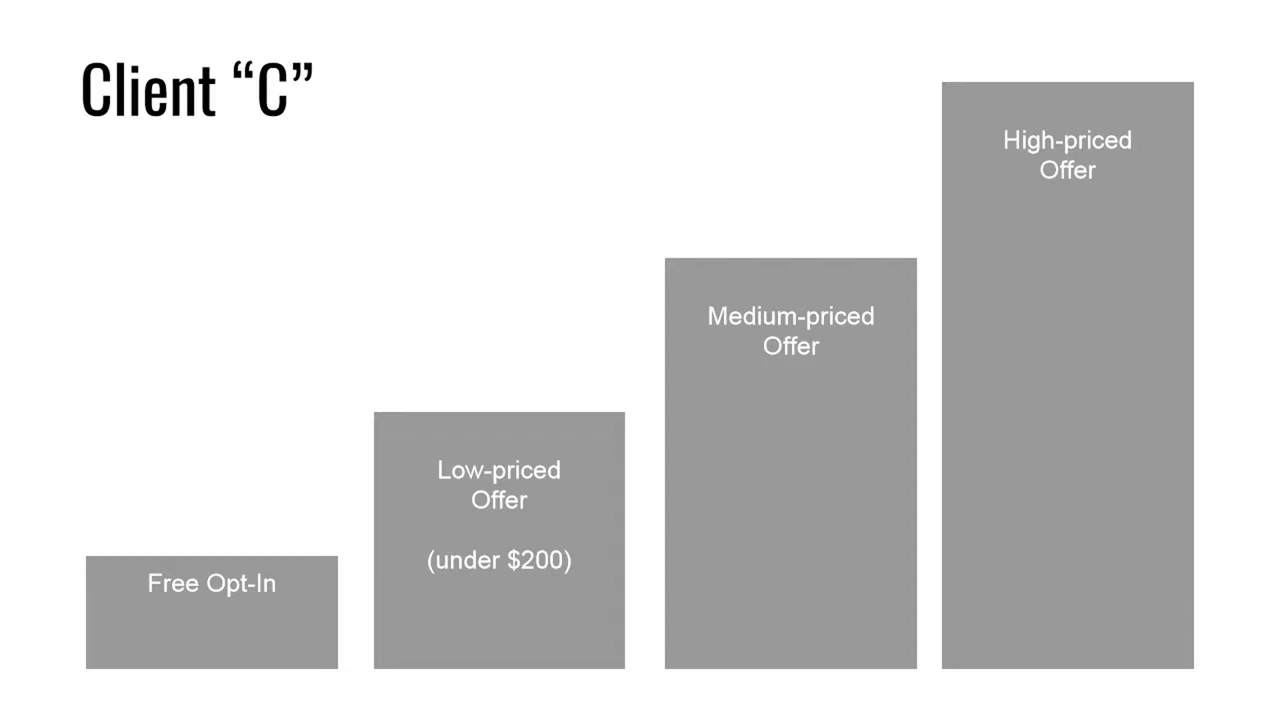 Client “C”
High-priced
Offer
Medium-priced
Offer
Low-priced
Offer
(under $200)
Free Opt-In